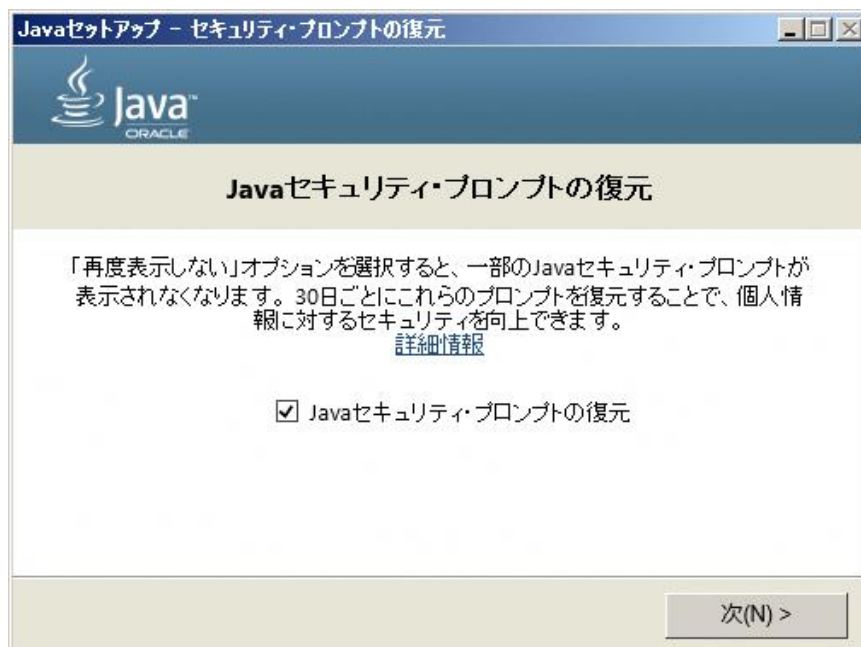 Javaセットアップ - セキュリティ・プロンプトの復元
Java™
ORACLE
Javaセキュリティ・プロンプトの復元
「再度表示しない」オプションを選択すると、一部のJavaセキュリティ・プロンプトが
表示されなくなります。30日ごとにこれらのプロンプトを復元することで、個人情
報に対するセキュリティを向上できます。
詳細情報
Javaセキュリティ・プロンプトの復元
次(N) >